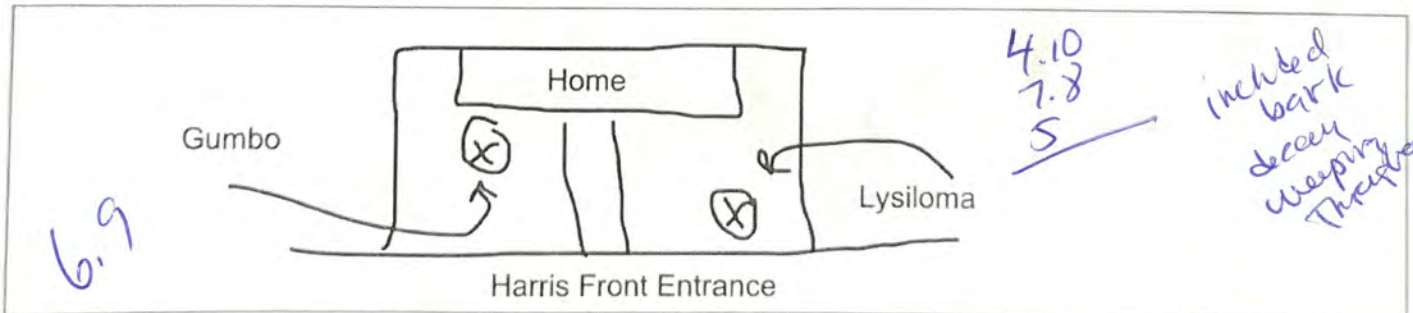 Home
Gumbo
Lysiloma
Harris Front Entrance
6.9
4.10
7.8
5
included
bark
decay
weeping